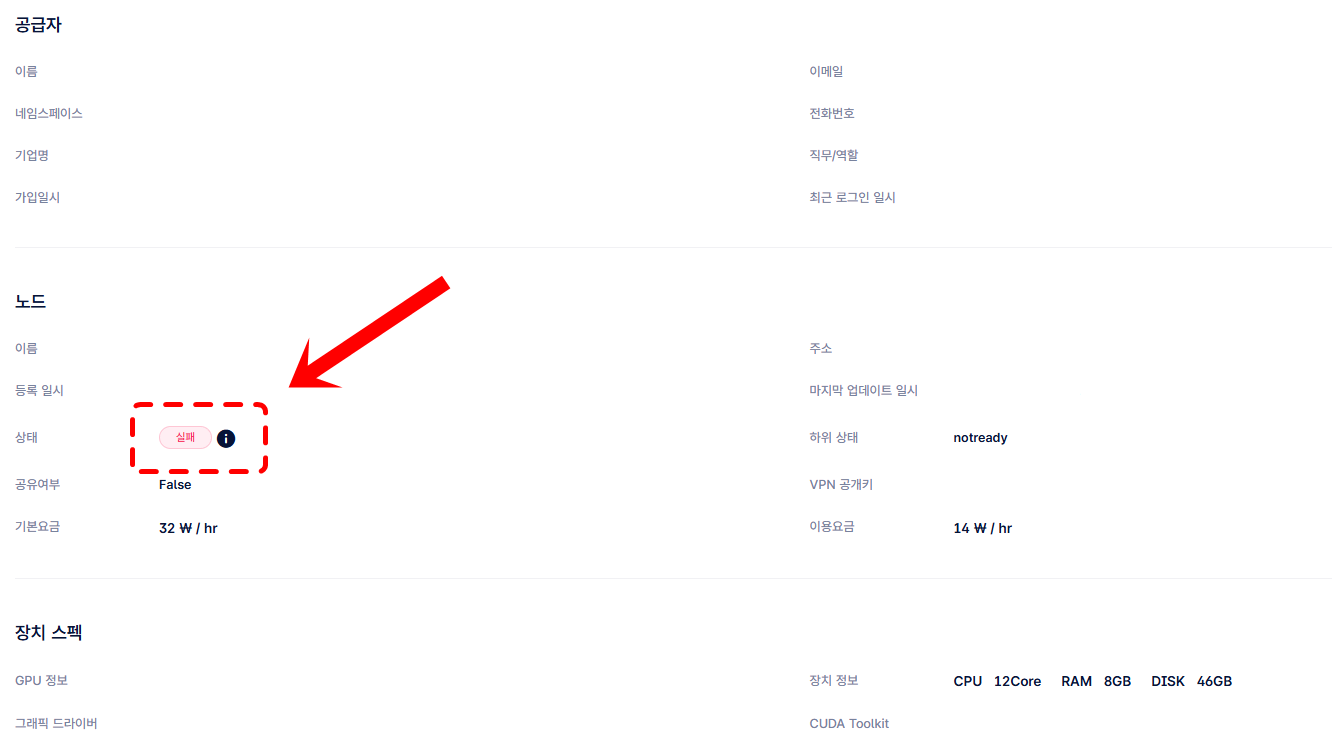 공급자
이름 이메일
네임스페이스 전화번호
기업명 직무/역할
가입일시 최근 로그인 일시
노드
이름 주소
등록 일시 마지막 업데이트 일시
상태 실패 i 하위 상태 notready
공유여부 False VPN 공개키
기본요금 32 ₩ / hr 이용요금 14 ₩ / hr
장치 스펙
GPU 정보 장치 정보 CPU 12Core RAM 8GB DISK 46GB
그래픽 드라이버 CUDA Toolkit